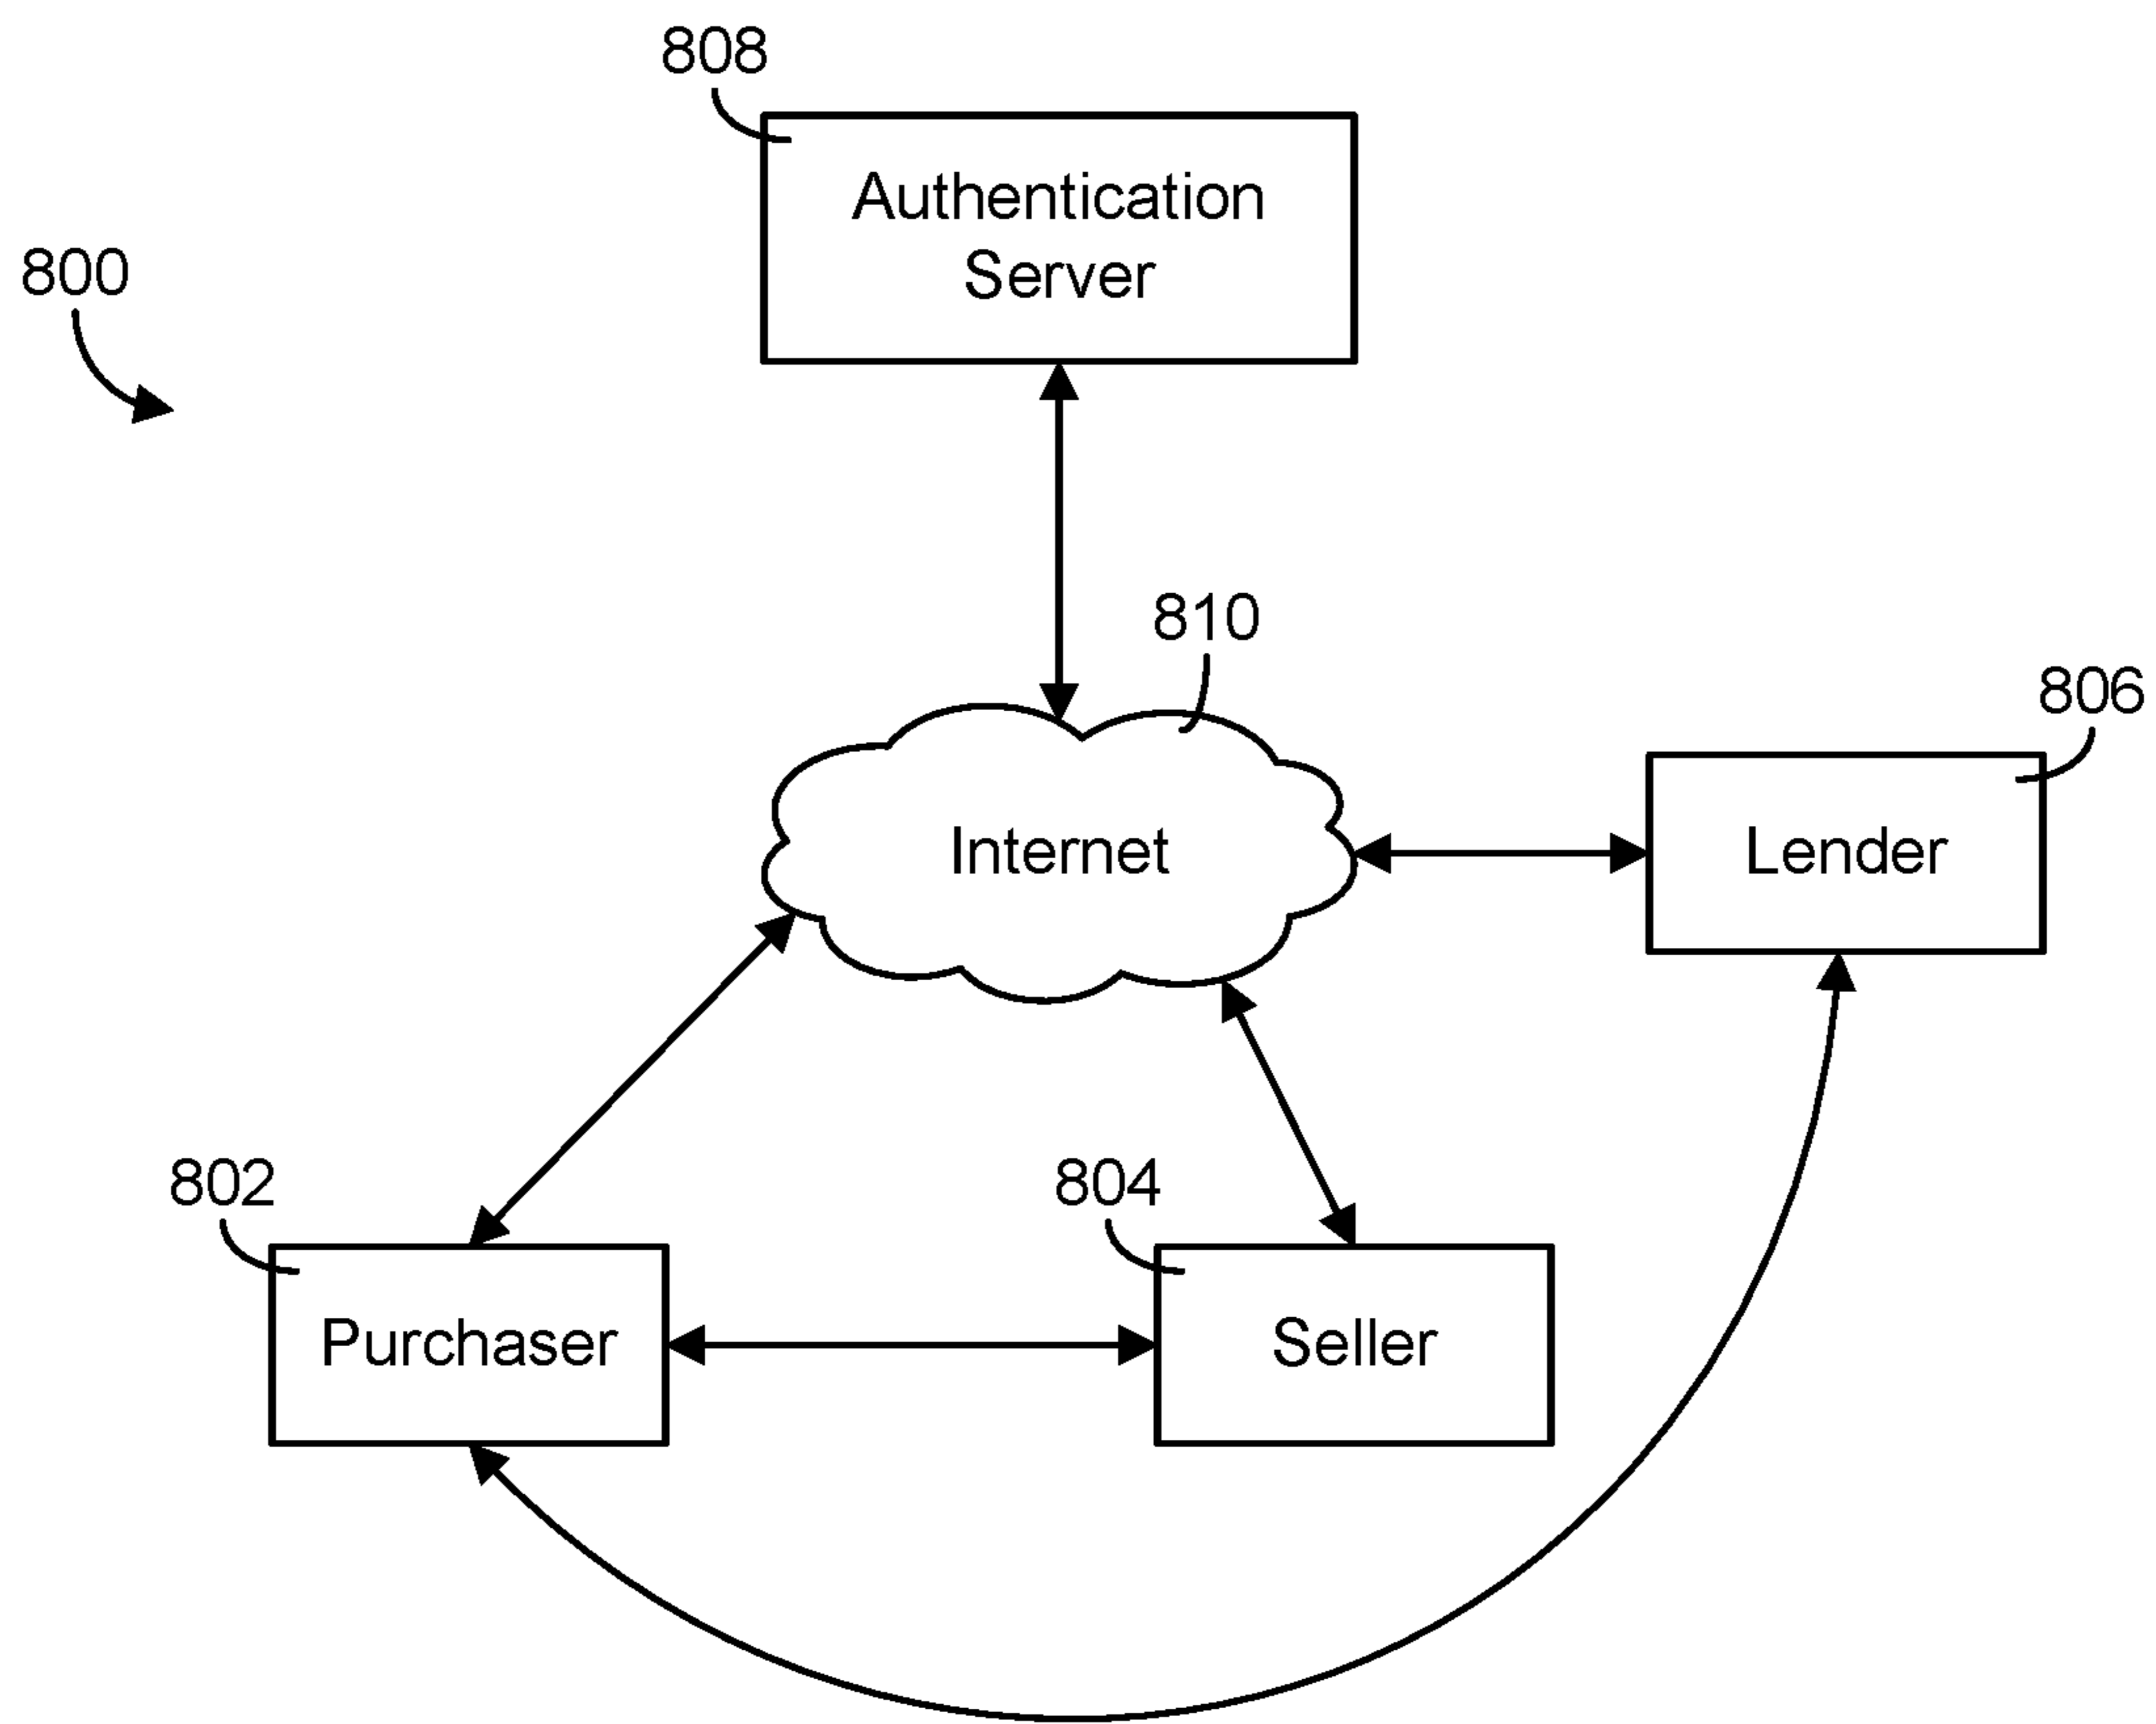 808
Authentication
Server
800
810
806
Internet
Lender
802
804
Purchaser
Seller